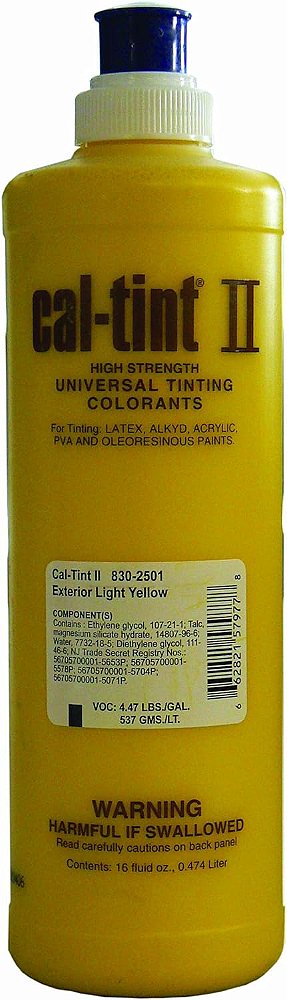 cal-tint® II
HIGH STRENGTH
UNIVERSAL TINTING
COLORANTS
For Tinting: LATEX, ALKYD, ACRYLIC,
PVA AND OLEORESINOUS PAINTS.
Cal-Tint II 830-2501
Exterior Light Yellow
COMPONENT(S)
Contains : Ethylene glycol, 107-21-1; Talc,
magnesium silicate hydrate, 14807-96-6;
Water, 7732-18-5; Diethylene glycol, 111-
46-6; NJ Trade Secret Registry Nos.:
56705700001-5653P; 56705700001-
5578P; 56705700001-5704P;
56705700001-5071P.
VOC: 4.47 LBS./GAL.
537 GMS./LT.
6 62821 57977 8
WARNING
HARMFUL IF SWALLOWED
Read carefully cautions on back panel
Contents: 16 fluid oz., 0.474 Liter